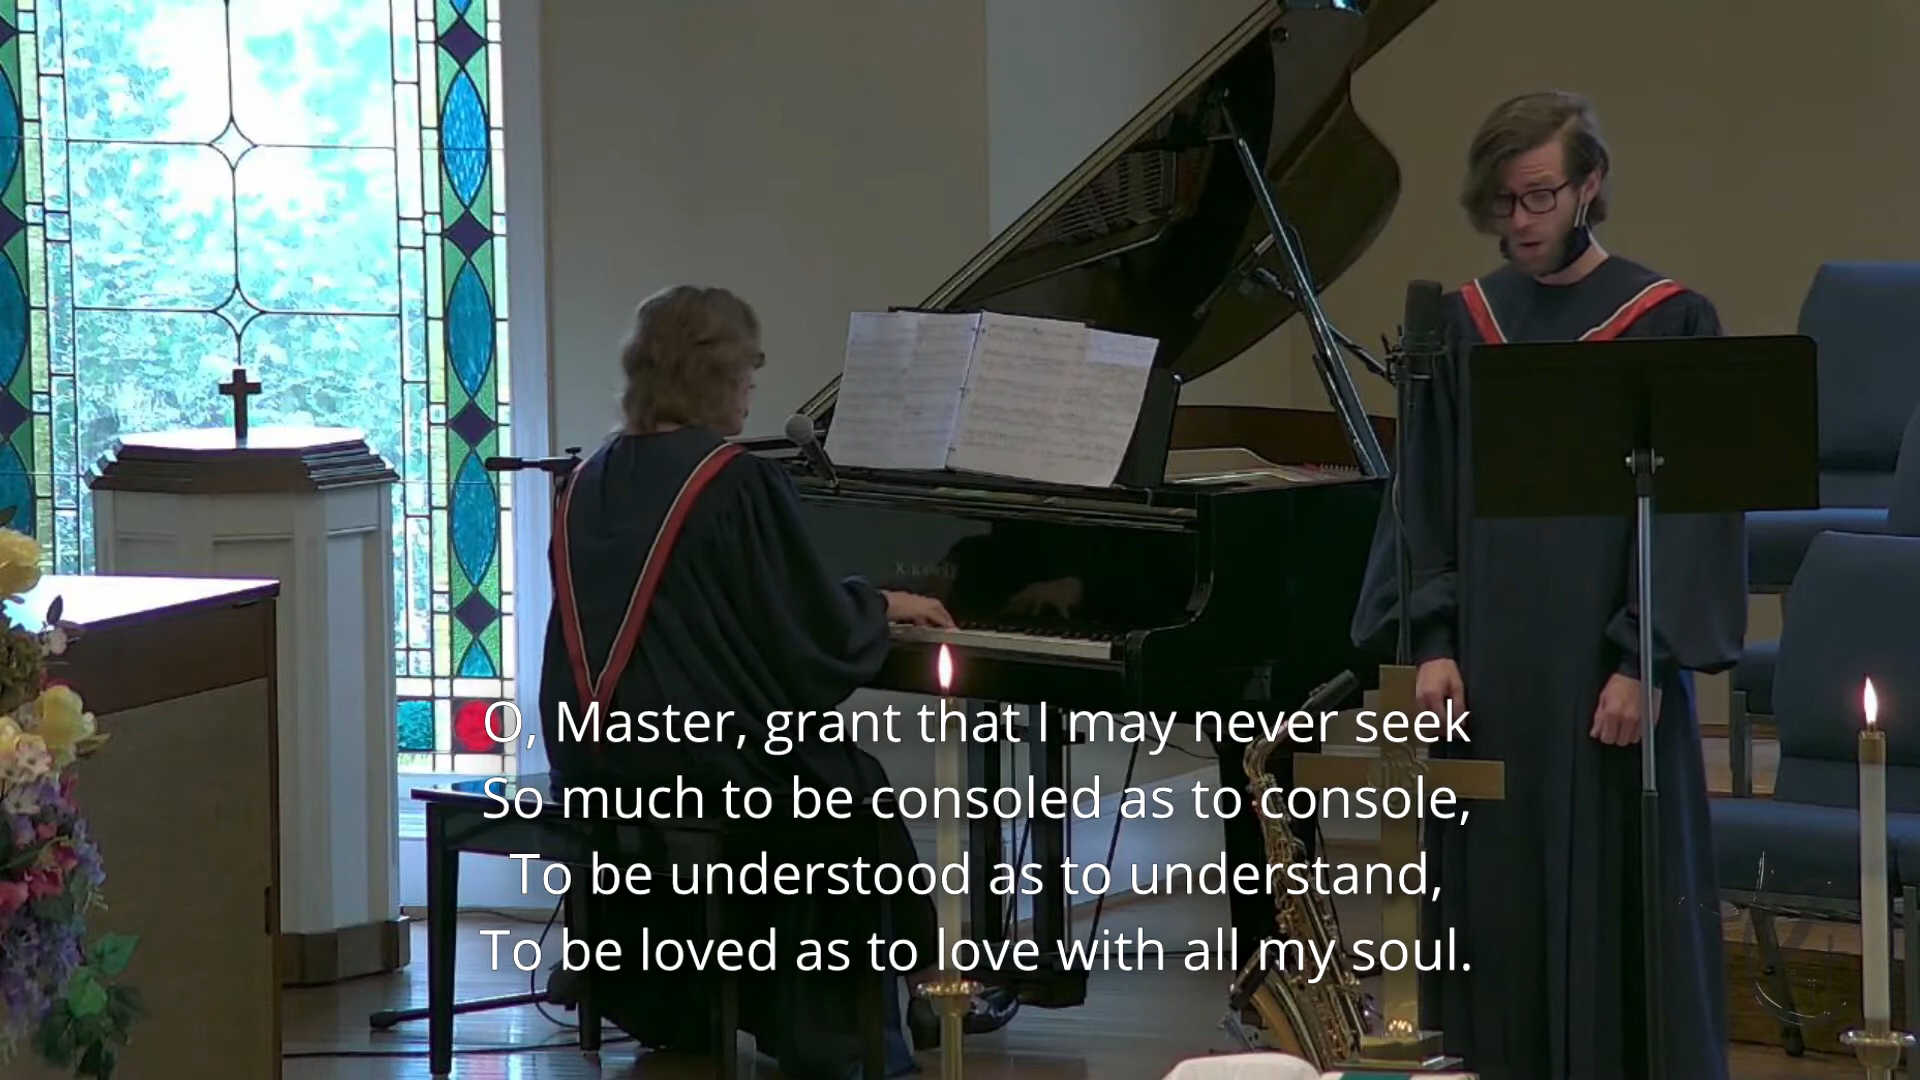 KAWAI
O, Master, grant that I may never seek
So much to be consoled as to console,
To be understood as to understand,
To be loved as to love with all my soul.